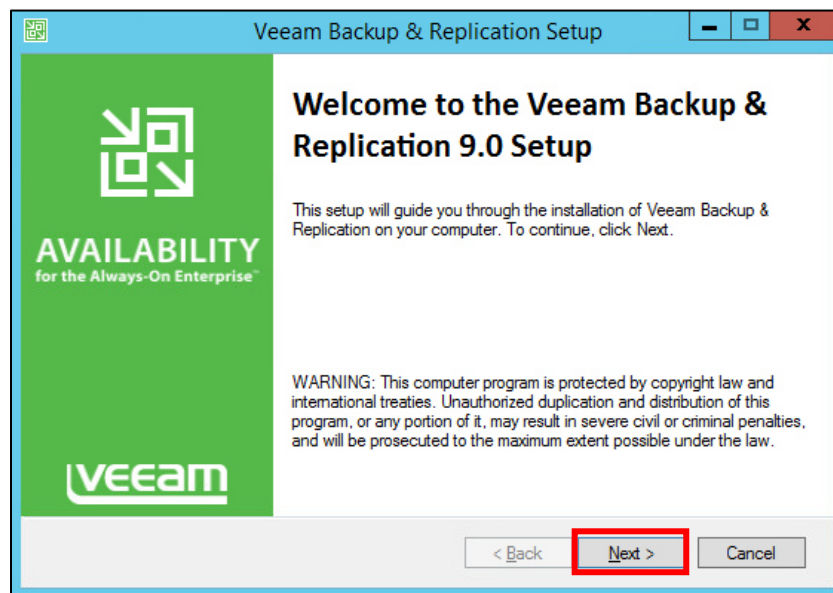 Veeam Backup & Replication Setup
Welcome to the Veeam Backup &
Replication 9.0 Setup
This setup will guide you through the installation of Veeam Backup &
Replication on your computer. To continue, click Next.
AVAILABILITY
for the Always-On Enterprise™
WARNING: This computer program is protected by copyright law and
international treaties. Unauthorized duplication and distribution of this
program, or any portion of it, may result in severe civil or criminal penalties,
and will be prosecuted to the maximum extent possible under the law.
veeam
< Back Next > Cancel